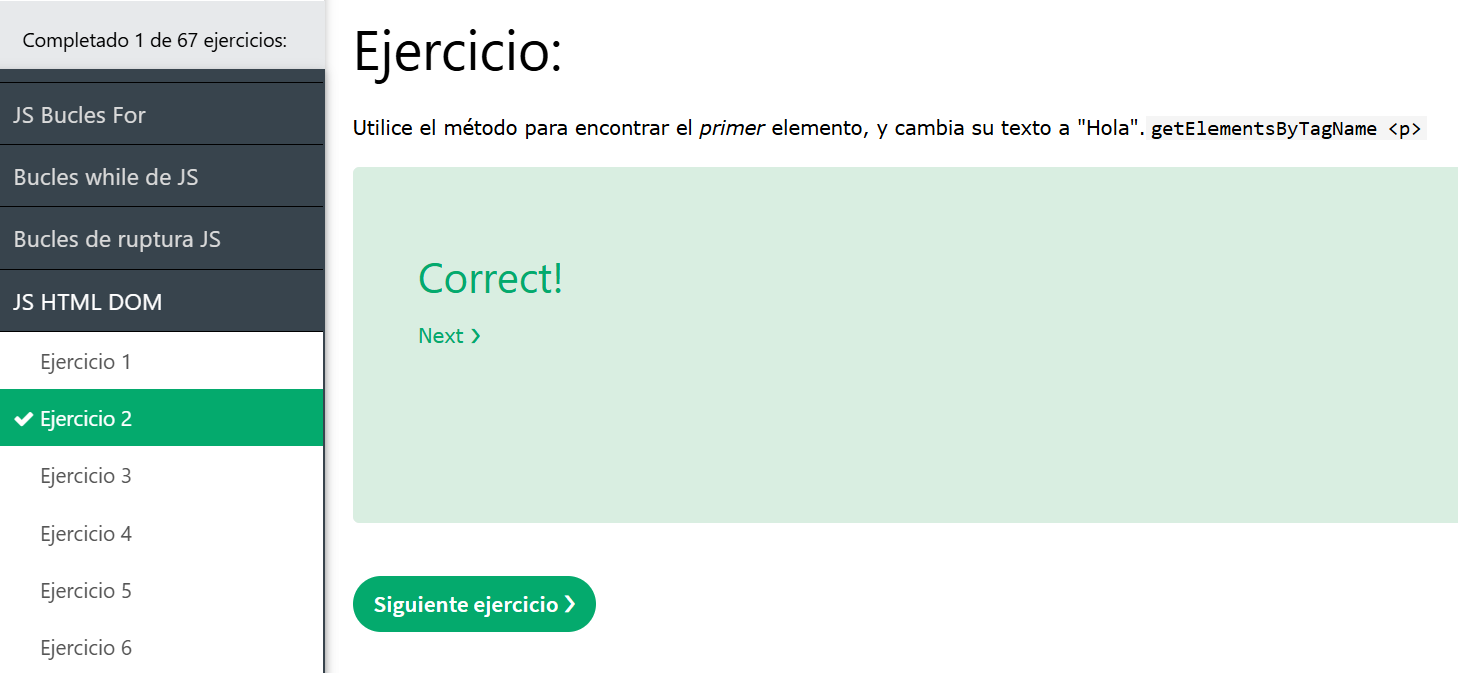 Completado 1 de 67 ejercicios:
JS Bucles For
Bucles while de JS
Bucles de ruptura JS
JS HTML DOM
Ejercicio 1
Ejercicio 2
Ejercicio 3
Ejercicio 4
Ejercicio 5
Ejercicio 6
Ejercicio:
Utilice el método para encontrar el primer elemento, y cambia su texto a "Hola". getElementsByTagName <p>
Correct!
Next ❯
Siguiente ejercicio ❯